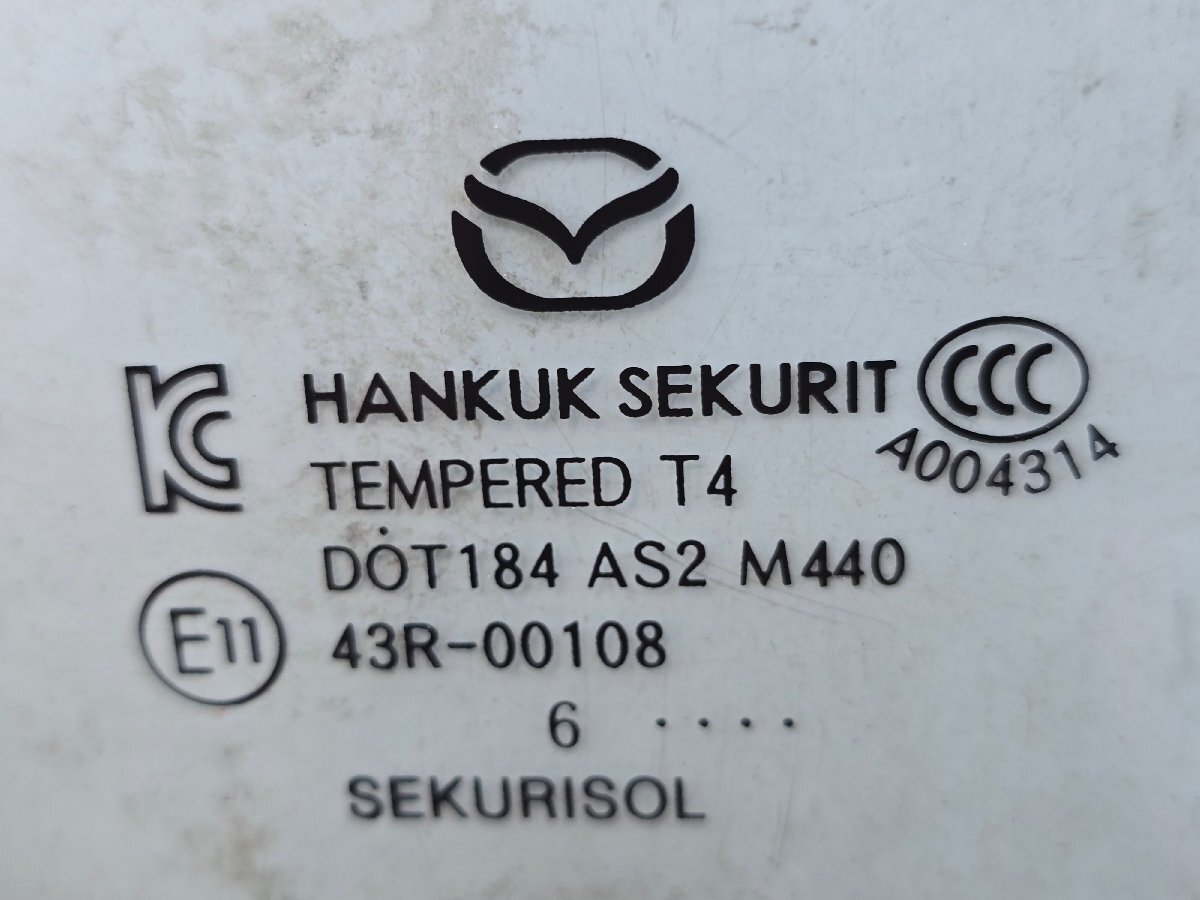 KC
HANKUK SEKURIT
CCC
A004314
TEMPERED T4
DOT184 AS2 M440
E11
43R-00108
6 ....
SEKURISOL